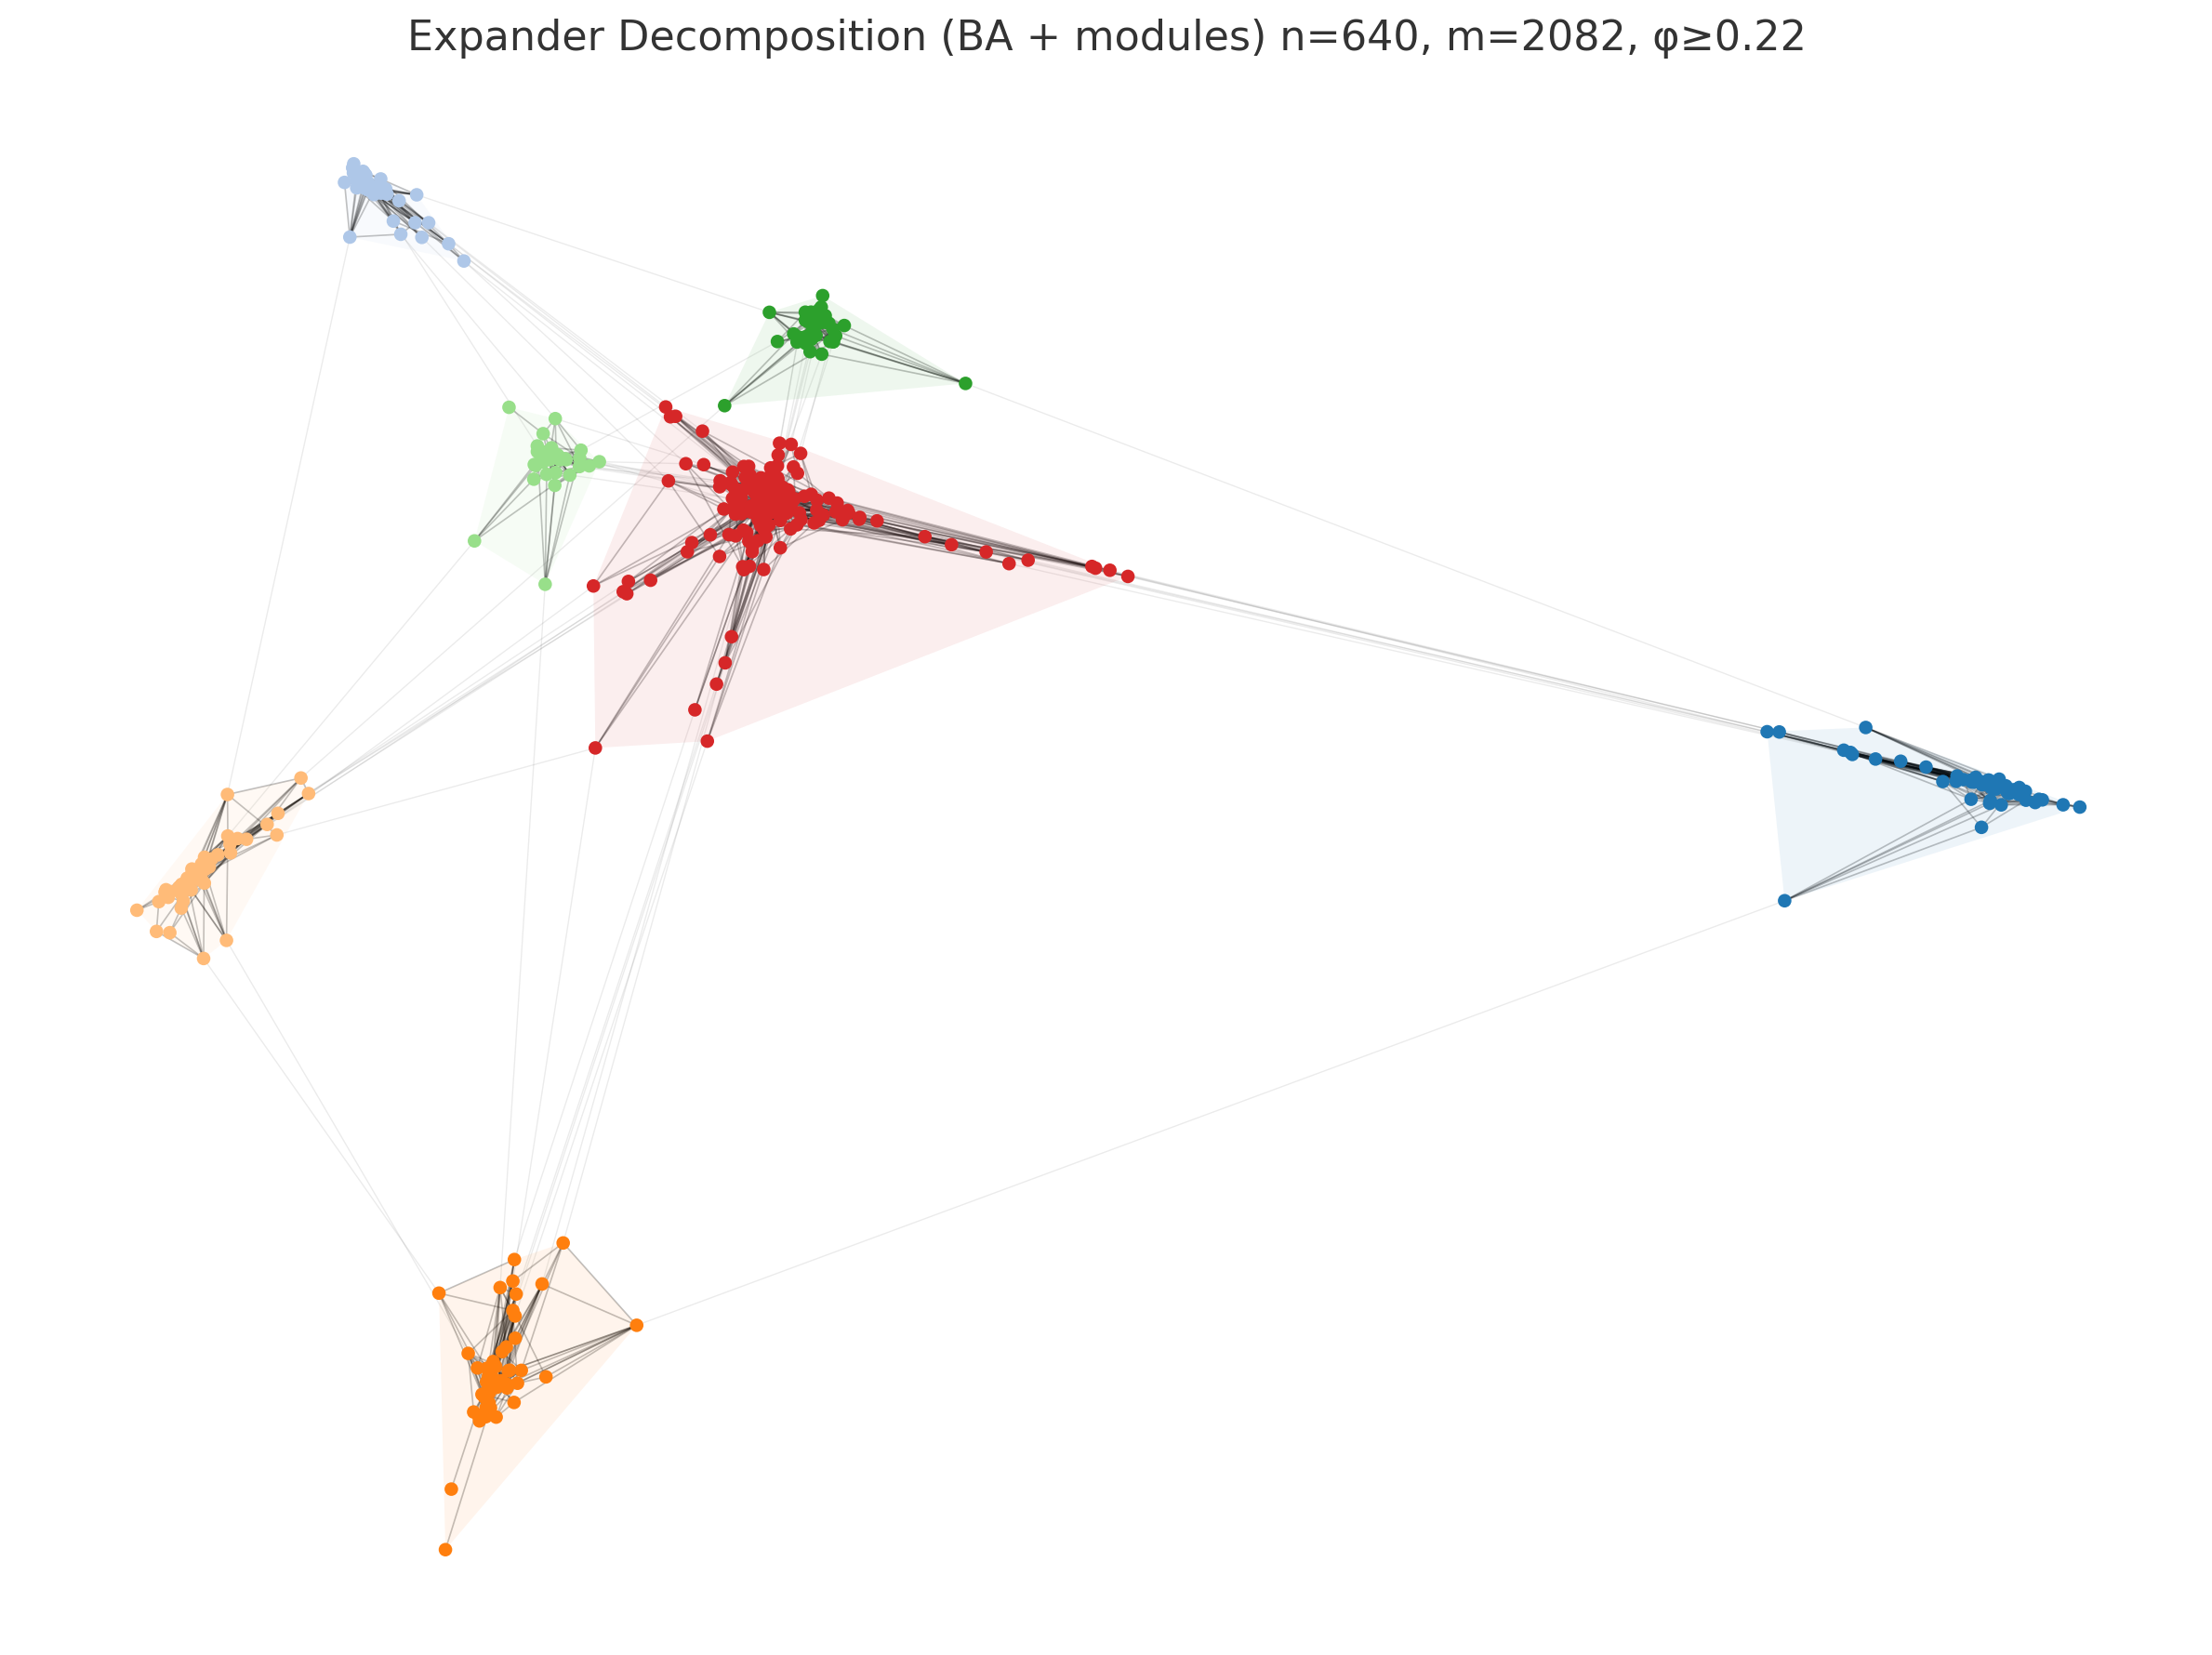 Expander Decomposition (BA + modules) n=640, m=2082, φ≥0.22